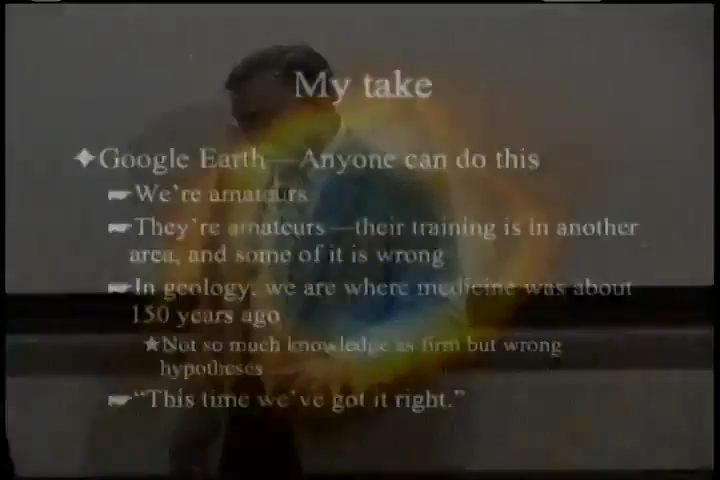 My take
Google Earth—Anyone can do this
We're amateurs
They're amateurs—their training is in another
area, and some of it is wrong
In geology, we are where medicine was about
150 years ago
Not so much knowledge as firm but wrong
hypotheses
"This time we've got it right."